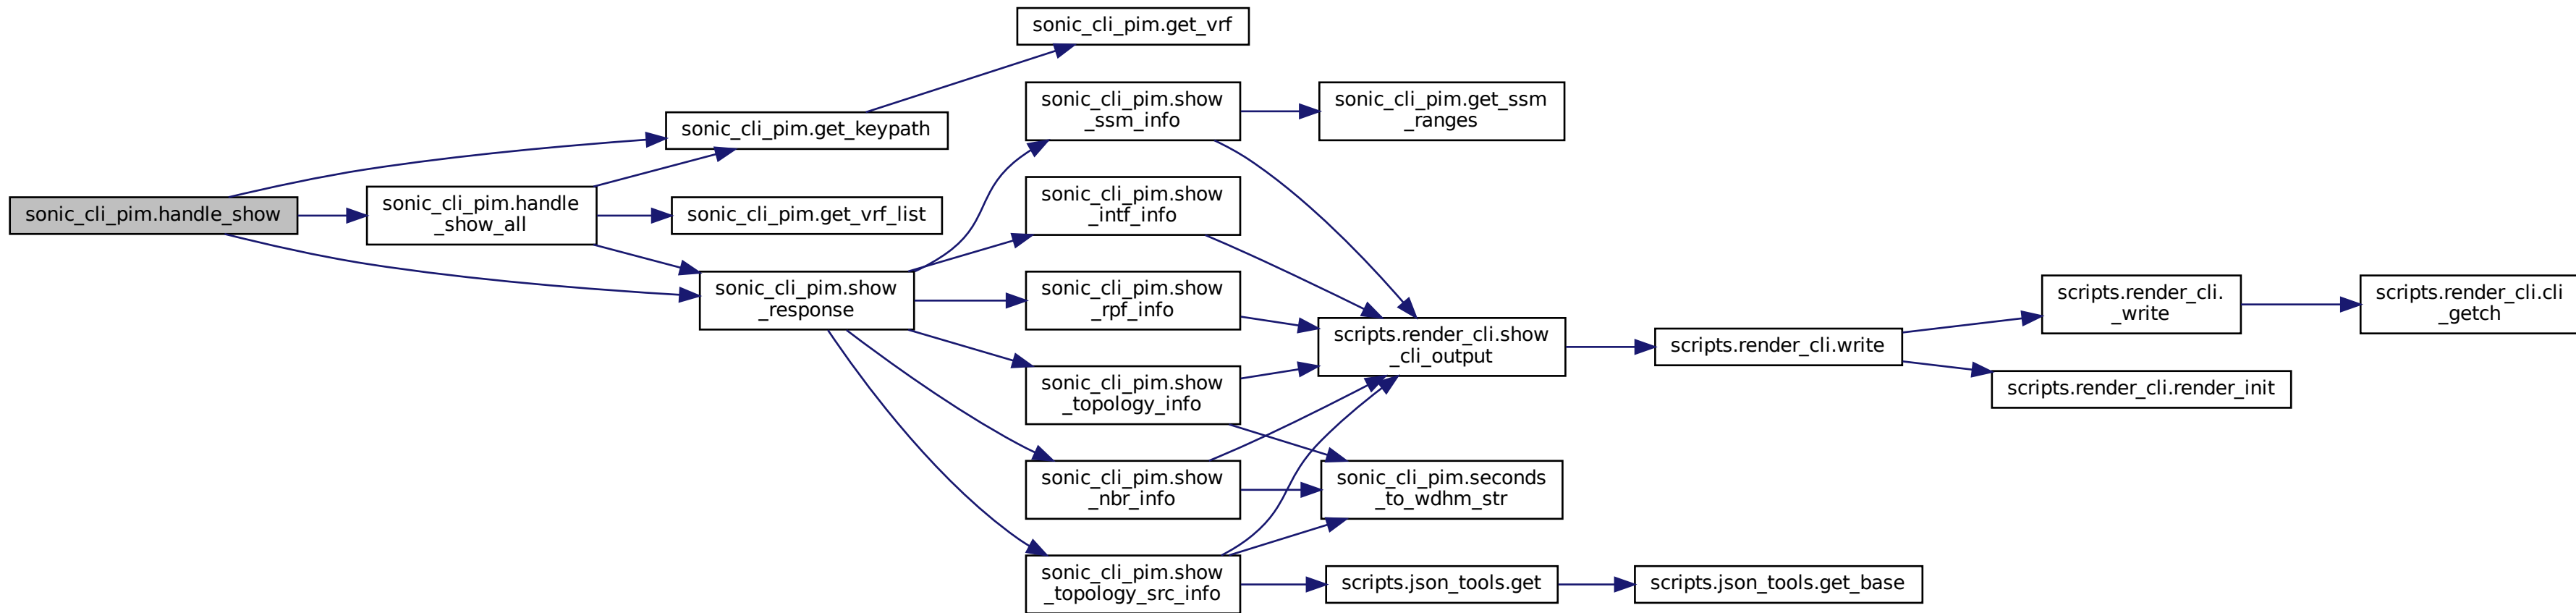 sonic_cli_pim.handle_show
sonic_cli_pim.handle
_show_all
sonic_cli_pim.get_keypath
sonic_cli_pim.get_vrf_list
sonic_cli_pim.show
_response
sonic_cli_pim.get_vrf
sonic_cli_pim.show
_ssm_info
sonic_cli_pim.show
_intf_info
sonic_cli_pim.show
_rpf_info
sonic_cli_pim.show
_topology_info
sonic_cli_pim.show
_nbr_info
sonic_cli_pim.show
_topology_src_info
sonic_cli_pim.get_ssm
_ranges
scripts.render_cli.show
_cli_output
sonic_cli_pim.seconds
_to_wdhm_str
scripts.json_tools.get
scripts.render_cli.write
scripts.json_tools.get_base
scripts.render_cli.
_write
scripts.render_cli.render_init
scripts.render_cli.cli
_getch